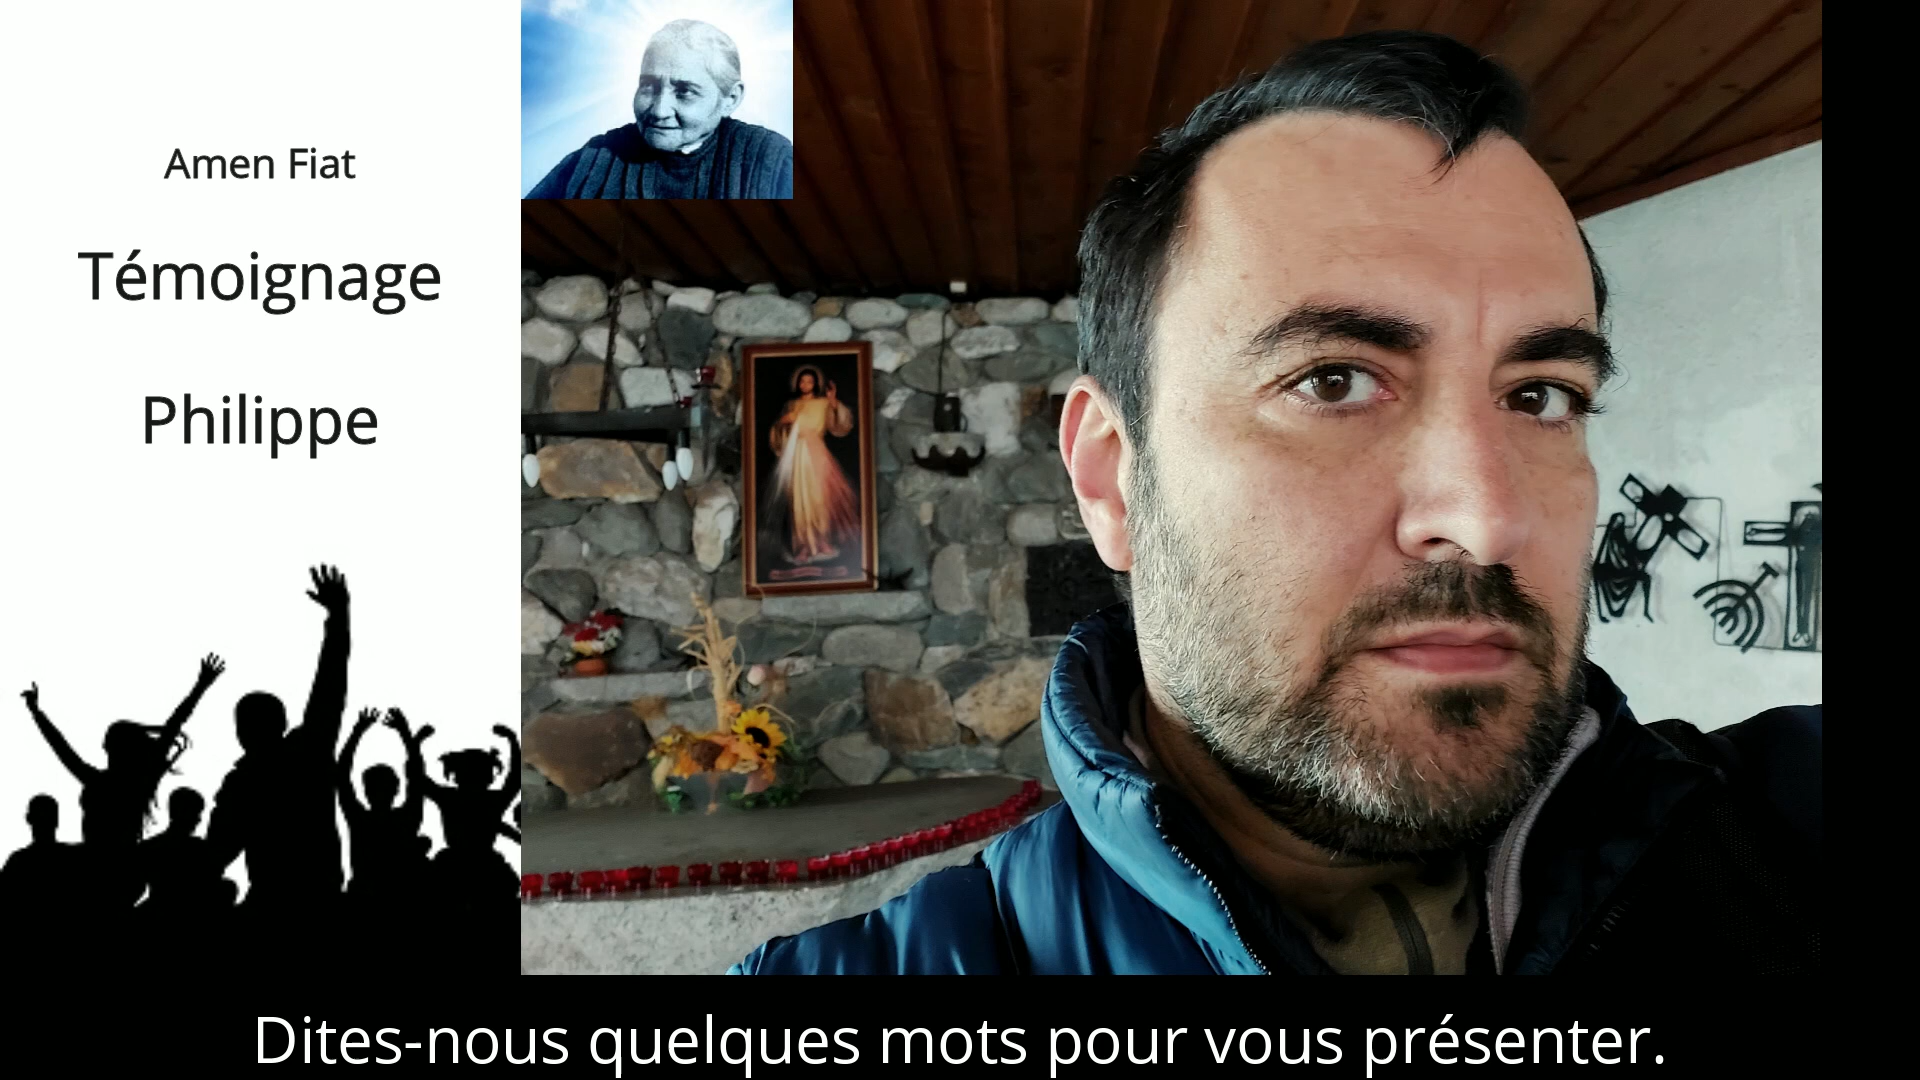 Amen Fiat
Témoignage
Philippe
Dites-nous quelques mots pour vous présenter.